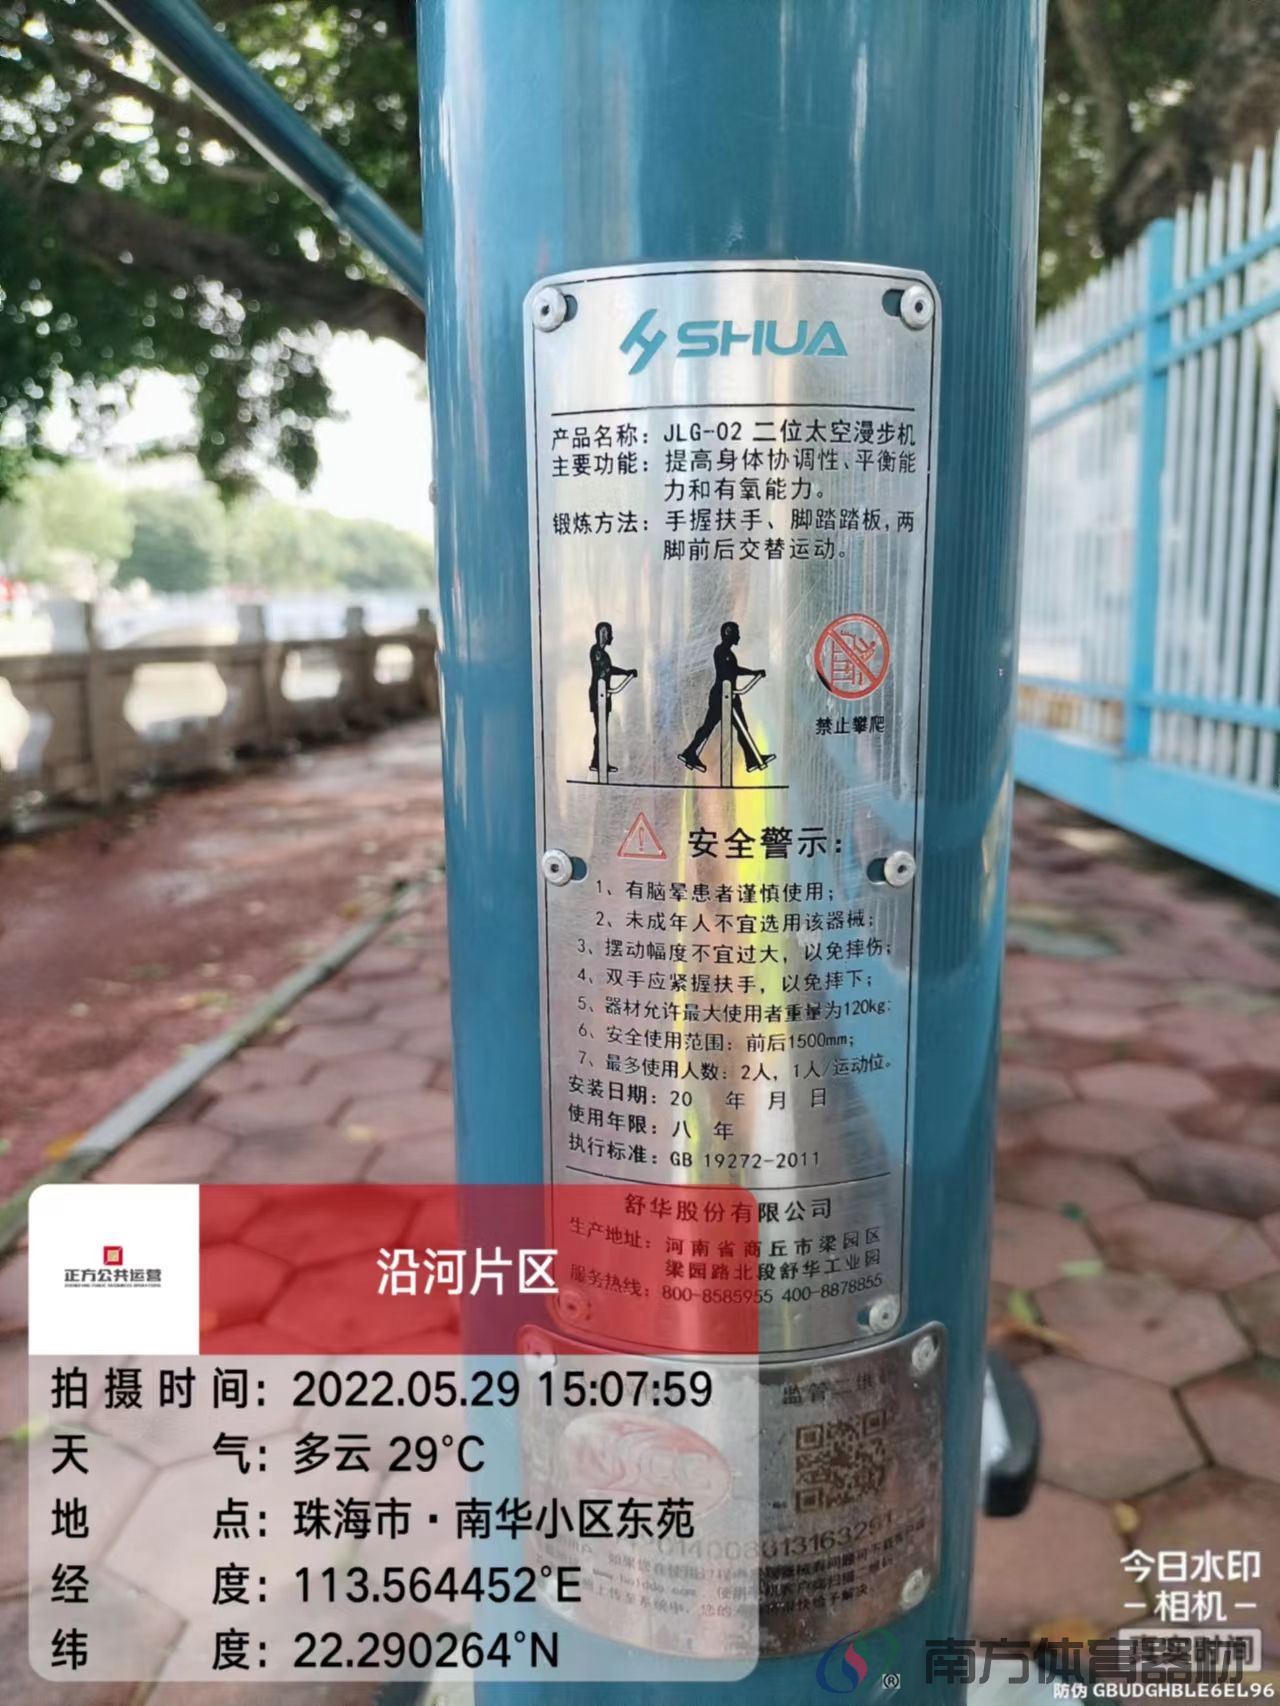 SHUA
产品名称：JLG-02 二位太空漫步机
主要功能：提高身体协调性、平衡能
力和有氧能力。
锻炼方法：手握扶手、脚踏踏板，两
脚前后交替运动。
禁止攀爬
安全警示：
1、有脑晕患者谨慎使用；
2、未成年人不宜选用该器械；
3、摆动幅度不宜过大，以免摔伤；
4、双手应紧握扶手，以免摔下；
5、器材允许最大使用者重量为120kg：
6、安全使用范围：前后1500mm；
7、最多使用人数：2人，1人/运动位。
安装日期：20 年 月 日
使用年限：八 年
执行标准：GB 19272-2011
舒华股份有限公司
生产地址：河南省商丘市梁园区
梁园路北段舒华工业园
服务热线：800-8585955 400-8878855
正方公共运营
沿河片区
拍摄时间：2022.05.29 15:07:59
天 气：多云 29°C
地 点：珠海市·南华小区东苑
经 度：113.564452°E
纬 度：22.290264°N
监管二维
今日水印
-相机-
真实时间
防伪 GBUDGHBLE6EL96
南方体育器材
®